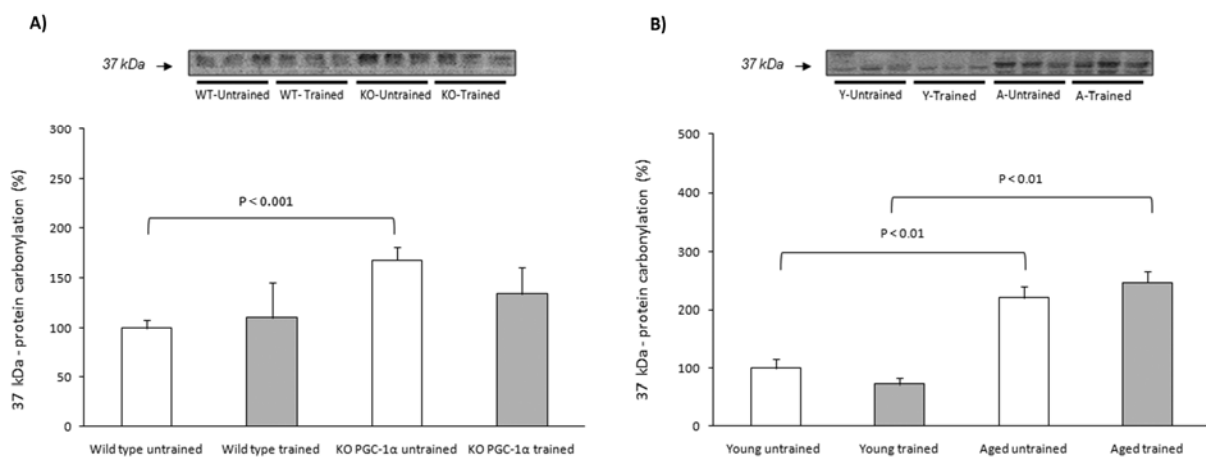 A)
37 kDa
WT-Untrained WT- Trained KO-Untrained KO-Trained
37 kDa - protein carbonylation (%)
300
250
200
150
100
50
0
P < 0.001
Wild type untrained Wild type trained KO PGC-1α untrained KO PGC-1α trained
B)
37 kDa
Y-Untrained Y-Trained A-Untrained A-Trained
37 kDa - protein carbonylation (%)
500
400
300
200
100
0
P < 0.01
P < 0.01
Young untrained Young trained Aged untrained Aged trained